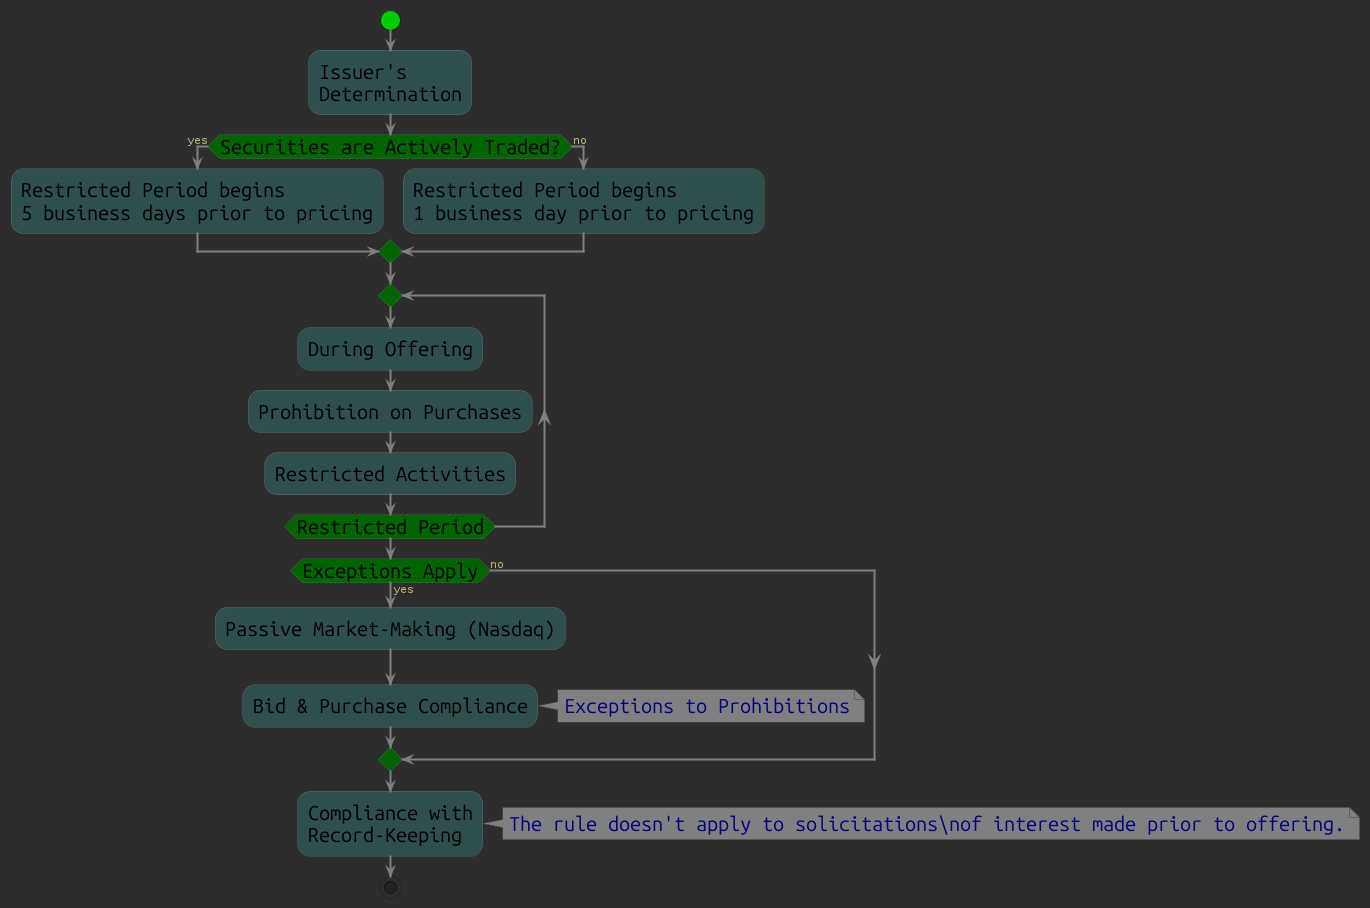 Issuer's
Determination
yes
Securities are Actively Traded?
no
Restricted Period begins
5 business days prior to pricing
Restricted Period begins
1 business day prior to pricing
During Offering
Prohibition on Purchases
Restricted Activities
Restricted Period
Exceptions Apply
no
yes
Passive Market-Making (Nasdaq)
Bid & Purchase Compliance
Exceptions to Prohibitions
Compliance with
Record-Keeping
The rule doesn't apply to solicitations\nof interest made prior to offering.